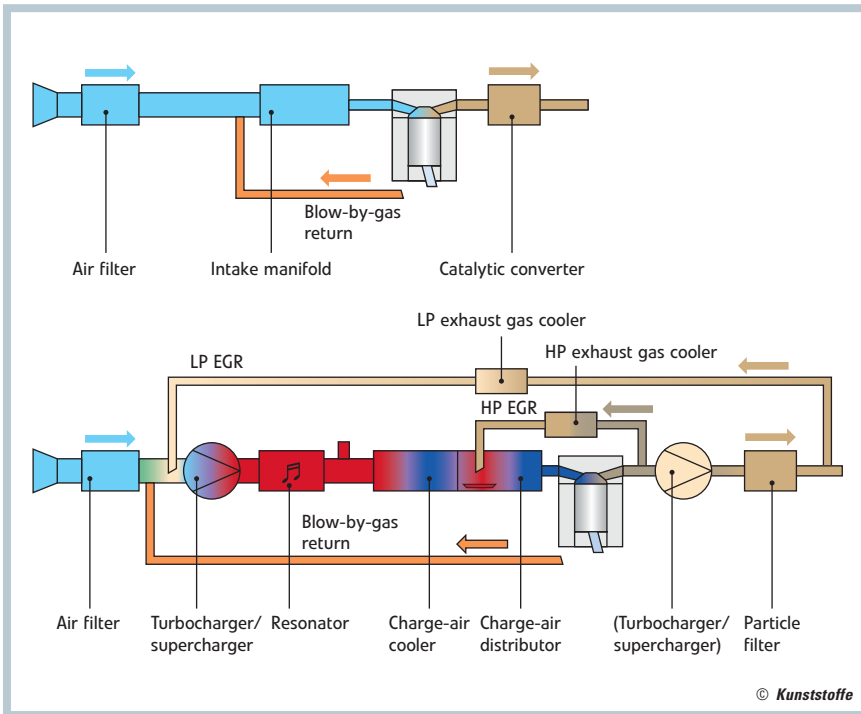 Blow-by-gas
return
Air filter
Intake manifold
Catalytic converter
LP exhaust gas cooler
HP exhaust gas cooler
LP EGR
HP EGR
Blow-by-gas
return
Air filter
Turbocharger/
supercharger
Resonator
Charge-air
cooler
Charge-air
distributor
(Turbocharger/
supercharger)
Particle
filter
© Kunststoffe